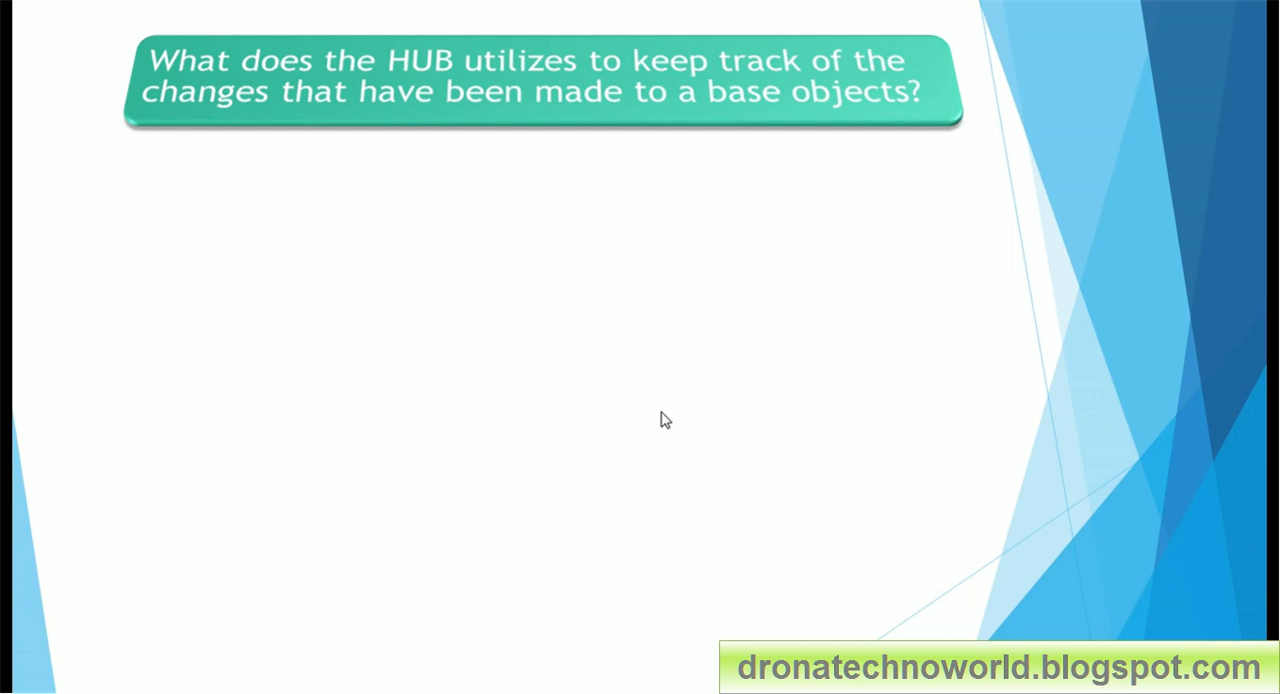 What does the HUB utilizes to keep track of the
changes that have been made to a base objects?
dronatechnoworld.blogspot.com